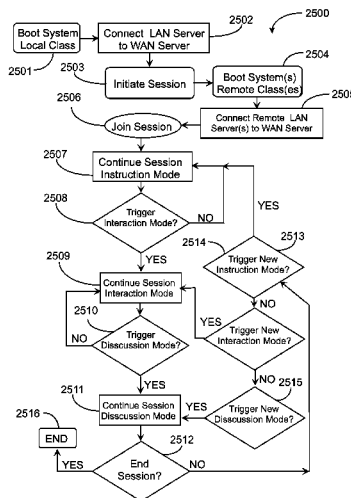 2500
Boot System
Local Class
2501
Connect LAN Server
to WAN Server
2502
2503
Initiate Session
2504
Boot System(s)
Remote Class(es)
2505
Connect Remote LAN
Server(s) to WAN Server
2506
Join Session
2507
Continue Session
Instruction Mode
2508
Trigger
Interaction Mode?
NO
YES
YES
2514
2513
Trigger New
Instruction Mode?
NO
2509
Continue Session
Interaction Mode
2510
Trigger
Disscussion Mode?
NO
YES
YES
Trigger New
Interaction Mode?
NO
2515
2511
Continue Session
Disscussion Mode
YES
Trigger New
Disscussion Mode?
2516
END
2512
End
Session?
YES
NO